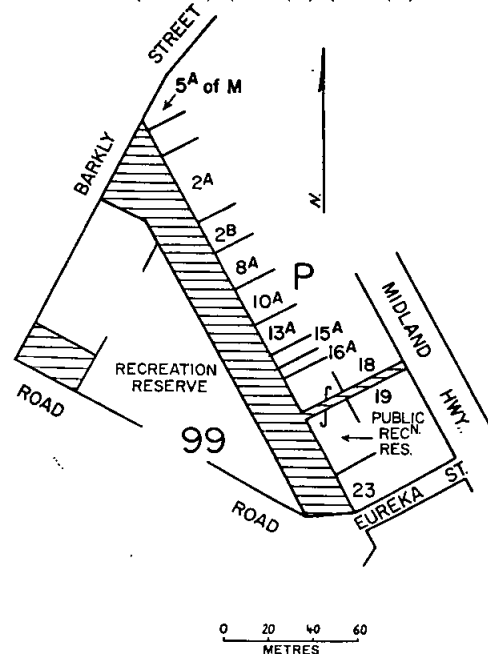 STREET
5A of M
BARKLY
2A
N.
2B
8A
P
10A
MIDLAND
HWY.
13A
15A
16A
18
19
RECREATION
RESERVE
ROAD
99
PUBLIC
RECN.
RES.
23
ROAD
EUREKA ST.
0 20 40 60
METRES